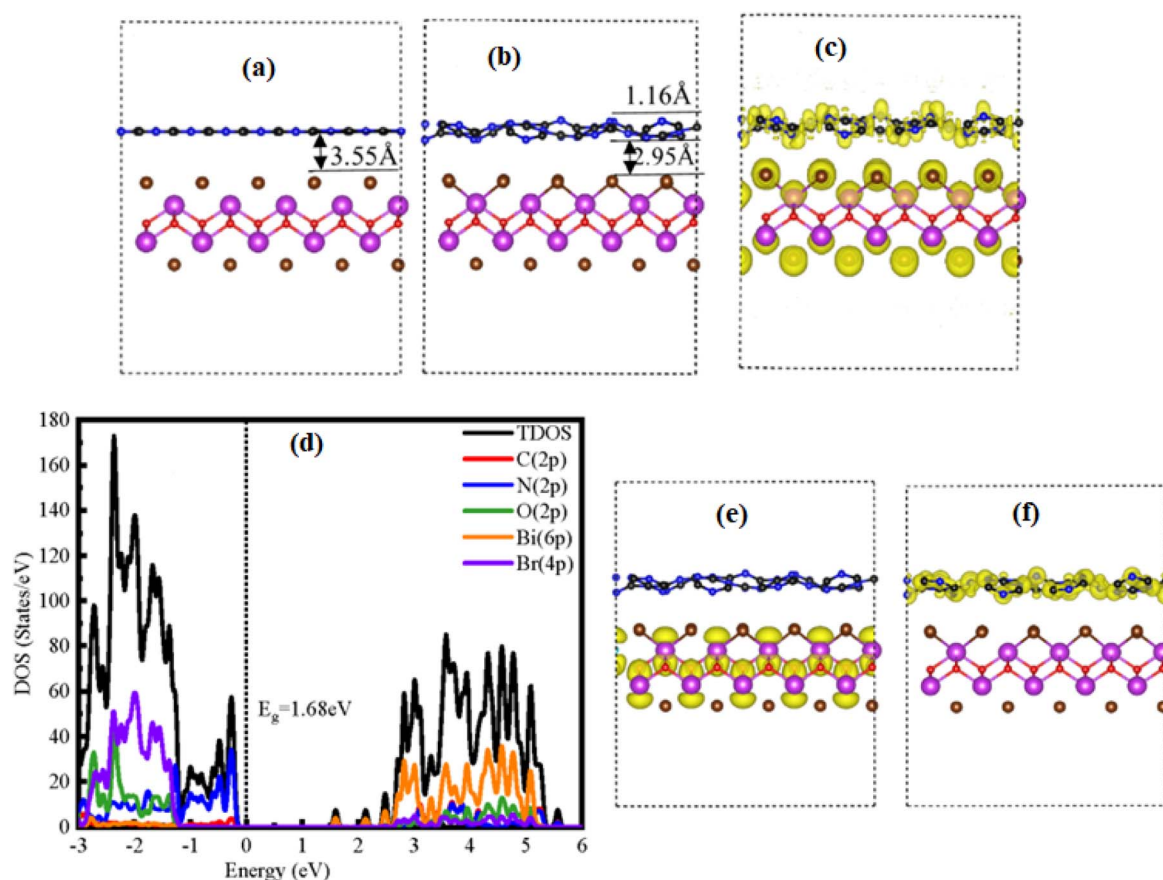 (a)
3.55Å
(b)
1.16Å
2.95Å
(c)
(d)
180
160
140
120
100
80
60
40
20
0
DOS (States/eV)
TDOS
C(2p)
N(2p)
O(2p)
Bi(6p)
Br(4p)
E_g=1.68eV
-3 -2 -1 0 1 2 3 4 5 6
Energy (eV)
(e)
(f)